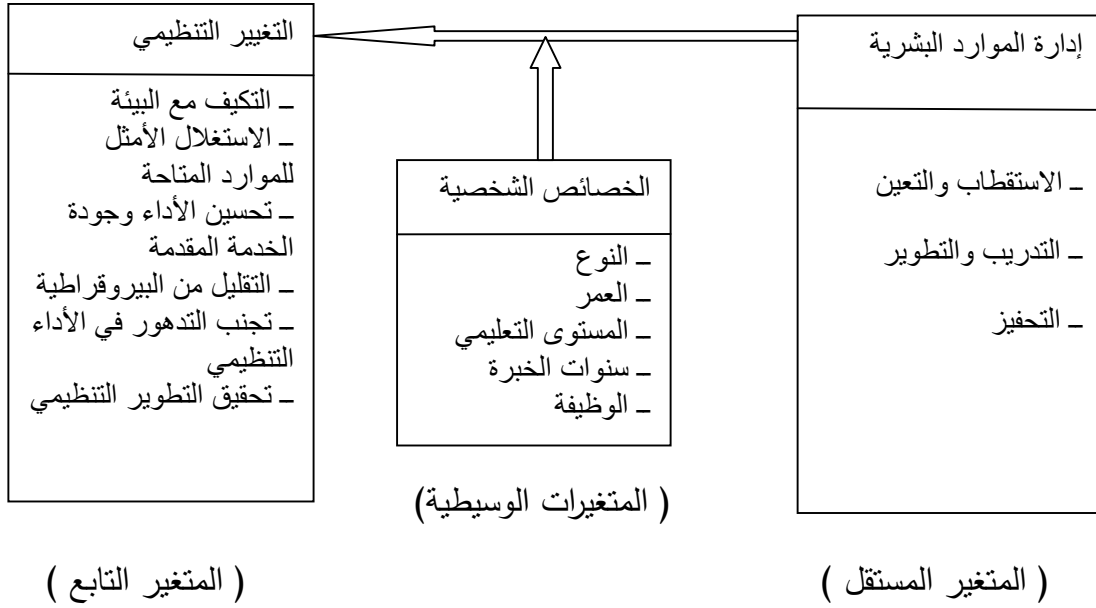 إدارة الموارد البشرية
ـ الاستقطاب والتعين
ـ التدريب والتطوير
ـ التحفيز
( المتغير المستقل )
الخصائص الشخصية
ـ النوع
ـ العمر
ـ المستوى التعليمي
ـ سنوات الخبرة
ـ الوظيفة
( المتغيرات الوسيطية)
التغيير التنظيمي
ـ التكيف مع البيئة
ـ الاستغلال الأمثل
للموارد المتاحة
ـ تحسين الأداء وجودة
الخدمة المقدمة
ـ التقليل من البيروقراطية
ـ تجنب التدهور في الأداء
التنظيمي
ـ تحقيق التطوير التنظيمي
( المتغير التابع )